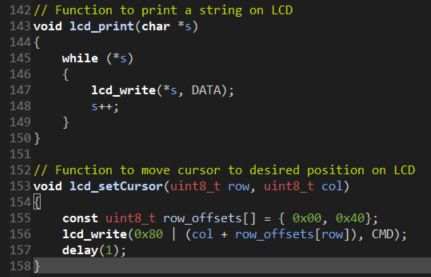 142 // Function to print a string on LCD
143 void lcd_print(char *s)
144 {
145     while (*s)
146     {
147         lcd_write(*s, DATA);
148         s++;
149     }
150 }
151
152 // Function to move cursor to desired position on LCD
153 void lcd_setCursor(uint8_t row, uint8_t col)
154 {
155     const uint8_t row_offsets[] = { 0x00, 0x40};
156     lcd_write(0x80 | (col + row_offsets[row]), CMD);
157     delay(1);
158 }